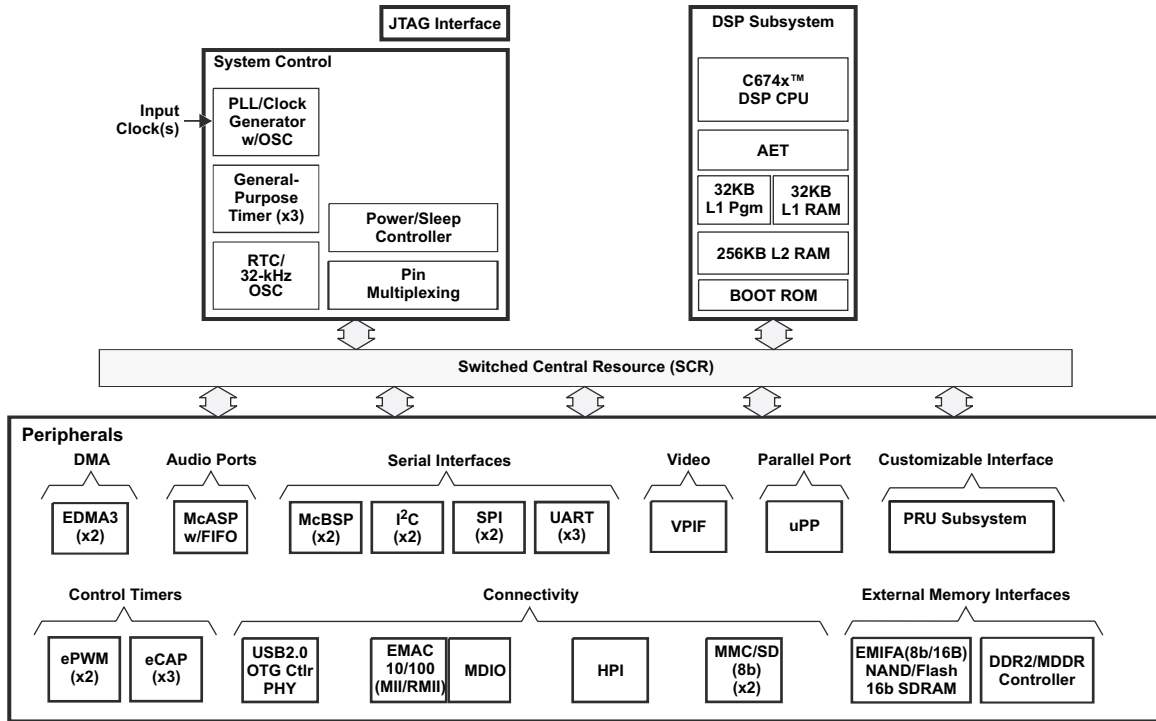 JTAG Interface
System Control
Input
Clock(s)
PLL/Clock
Generator
w/OSC
General-
Purpose
Timer (x3)
RTC/
32-kHz
OSC
Power/Sleep
Controller
Pin
Multiplexing
DSP Subsystem
C674x™
DSP CPU
AET
32KB
L1 Pgm
32KB
L1 RAM
256KB L2 RAM
BOOT ROM
Switched Central Resource (SCR)
Peripherals
DMA
EDMA3
(x2)
Audio Ports
McASP
w/FIFO
Serial Interfaces
McBSP
(x2)
I²C
(x2)
SPI
(x2)
UART
(x3)
Video
VPIF
Parallel Port
uPP
Customizable Interface
PRU Subsystem
Control Timers
ePWM
(x2)
eCAP
(x3)
Connectivity
USB2.0
OTG Ctlr
PHY
EMAC
10/100
(MII/RMII)
MDIO
HPI
MMC/SD
(8b)
(x2)
External Memory Interfaces
EMIFA(8b/16B)
NAND/Flash
16b SDRAM
DDR2/MDDR
Controller